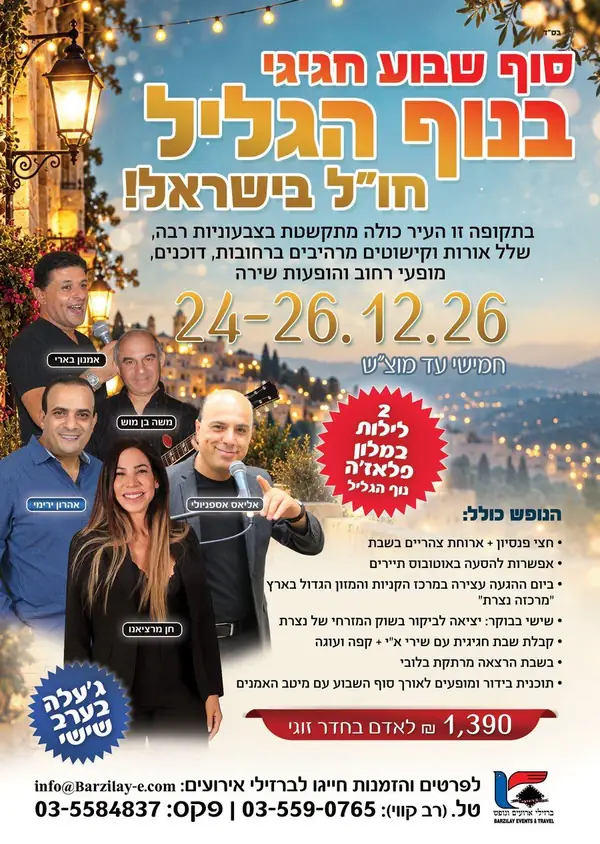 בס"ד
סוף שבוע חגיגי
בנוף הגליל
חו"ל בישראל!
בתקופה זו העיר כולה מתקשטת בצבעוניות רבה,
שלל אורות וקישוטים מרהיבים ברחובות, דוכנים,
מופעי רחוב והופעות שירה
24-26.12.26
חמישי עד מוצ"ש
אמנון בארי
משה בן מוש
אהרון ירימי
אליאס אספניולי
חן מרציאנו
2
לילות
במלון
פלאז'ה
נוף הגליל
הנופש כולל:
• חצי פנסיון + ארוחת צהריים בשבת
• אפשרות להסעה באוטובוס תיירים
• ביום ההגעה עצירה במרכז הקניות והמזון הגדול בארץ
"מרכזה נצרת"
• שישי בבוקר: יציאה לביקור בשוק המזרחי של נצרת
• קבלת שבת חגיגית עם שירי א"י + קפה ועוגה
• בשבת הרצאה מרתקת בלובי
• תוכנית בידור ומופעים לאורך סוף השבוע עם מיטב האמנים
ג'עלה
בערב
שישי
1,390 ₪ לאדם בחדר זוגי
לפרטים והזמנות חייגו לברזילי אירועים: info@Barzilay-e.com
טל. (רב קווי): 03-559-0765 | פקס: 03-5584837
ברזילי ארועים ונופש
BARZILAY EVENTS & TRAVEL